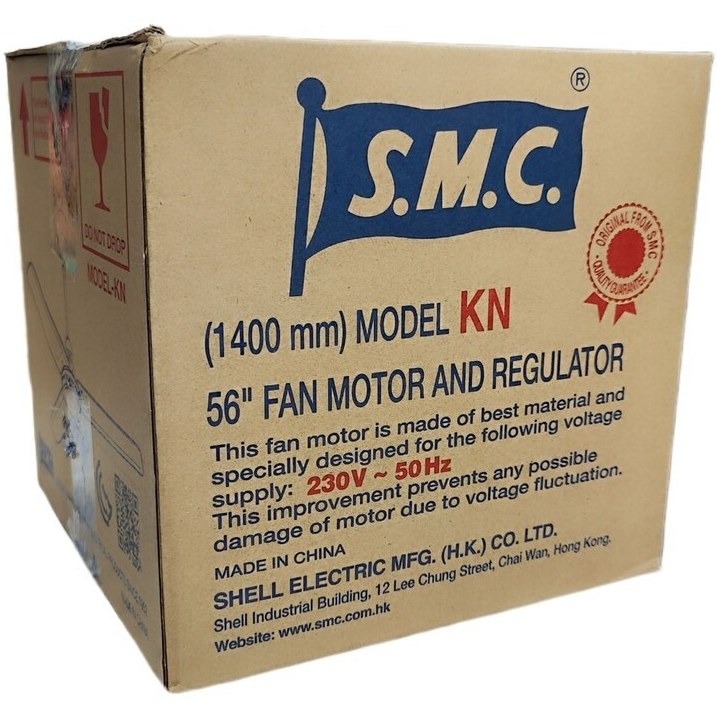 ®
S.M.C.
ORIGINAL FROM SMC
QUALITY GUARANTEE
(1400 mm) MODEL KN
56" FAN MOTOR AND REGULATOR
This fan motor is made of best material and
specially designed for the following voltage
supply: 230V ~ 50Hz
This improvement prevents any possible
damage of motor due to voltage fluctuation.
MADE IN CHINA
SHELL ELECTRIC MFG. (H.K.) CO. LTD.
Shell Industrial Building, 12 Lee Chung Street, Chai Wan, Hong Kong.
Website: www.smc.com.hk
DO NOT DROP
MODEL-KN